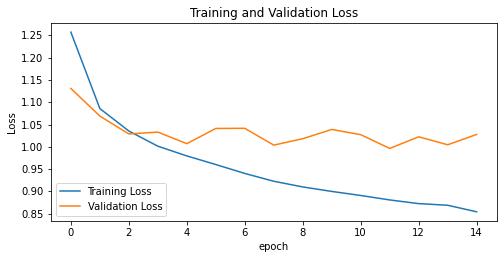 Training and Validation Loss
Loss
1.25
1.20
1.15
1.10
1.05
1.00
0.95
0.90
0.85
Training Loss
Validation Loss
0 2 4 6 8 10 12 14
epoch